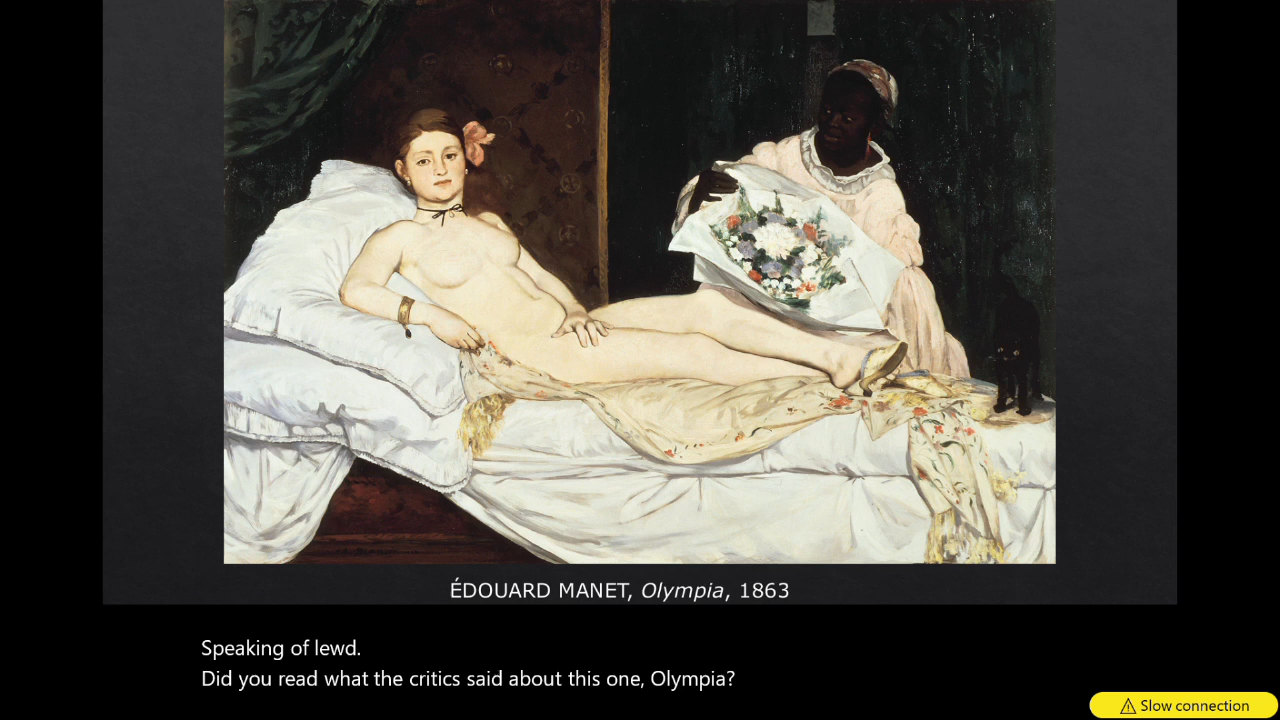 ÉDOUARD MANET, Olympia, 1863
Speaking of lewd.
Did you read what the critics said about this one, Olympia?
Slow connection